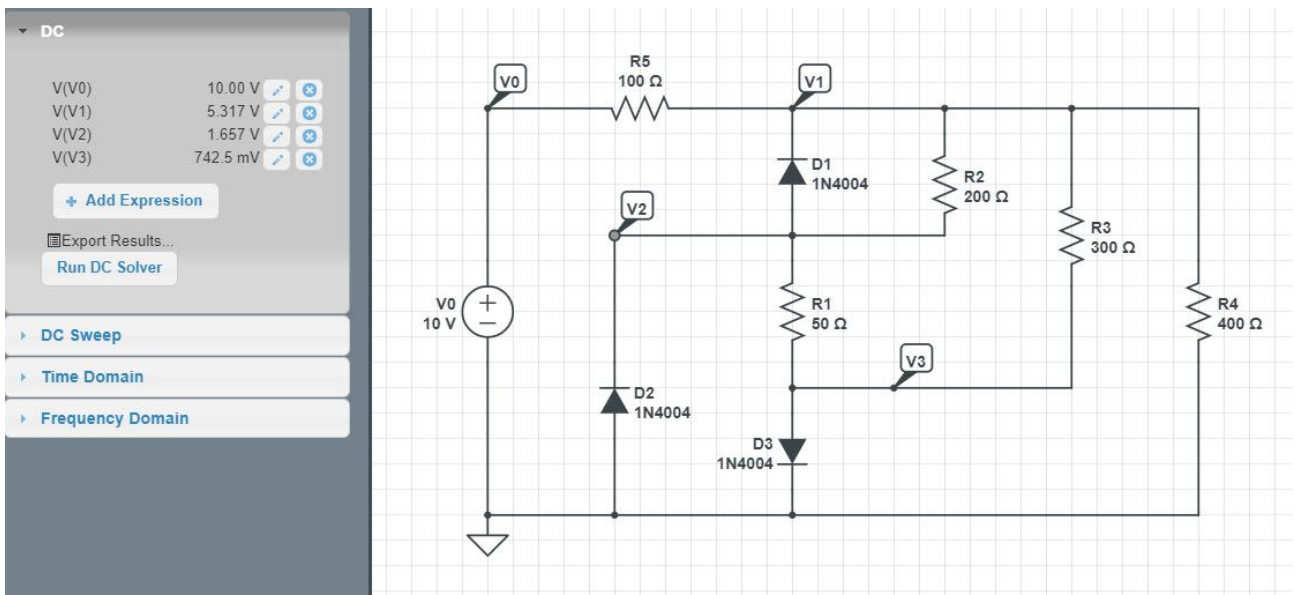 DC
V(V0) 10.00 V
V(V1) 5.317 V
V(V2) 1.657 V
V(V3) 742.5 mV
+ Add Expression
Export Results...
Run DC Solver
DC Sweep
Time Domain
Frequency Domain
V0
R5
100 Ω
V1
D1
1N4004
R2
200 Ω
V2
R3
300 Ω
V0
10 V
+
−
R1
50 Ω
R4
400 Ω
V3
D2
1N4004
D3
1N4004